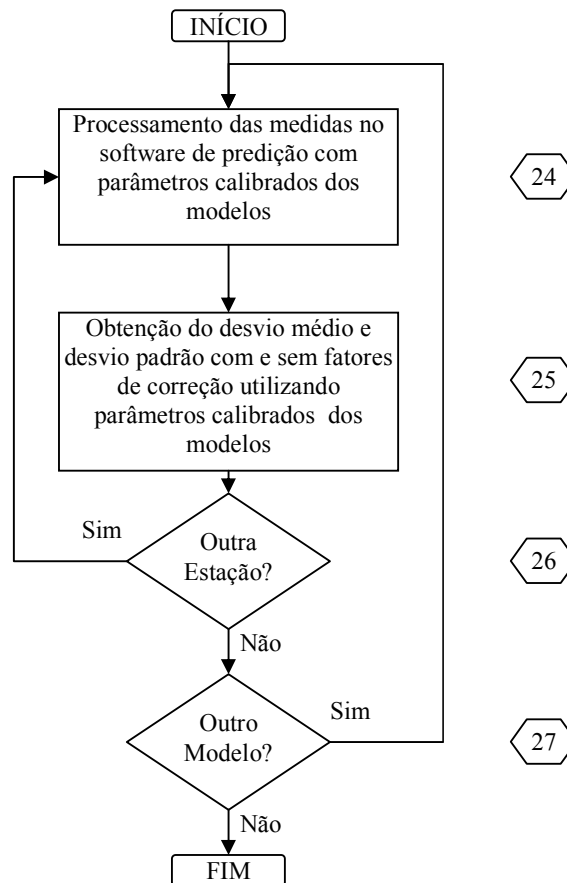 INÍCIO
Processamento das medidas no
software de predição com
parâmetros calibrados dos
modelos
24
Obtenção do desvio médio e
desvio padrão com e sem fatores
de correção utilizando
parâmetros calibrados dos
modelos
25
Sim
Outra
Estação?
26
Não
Outro
Modelo?
Sim
27
Não
FIM